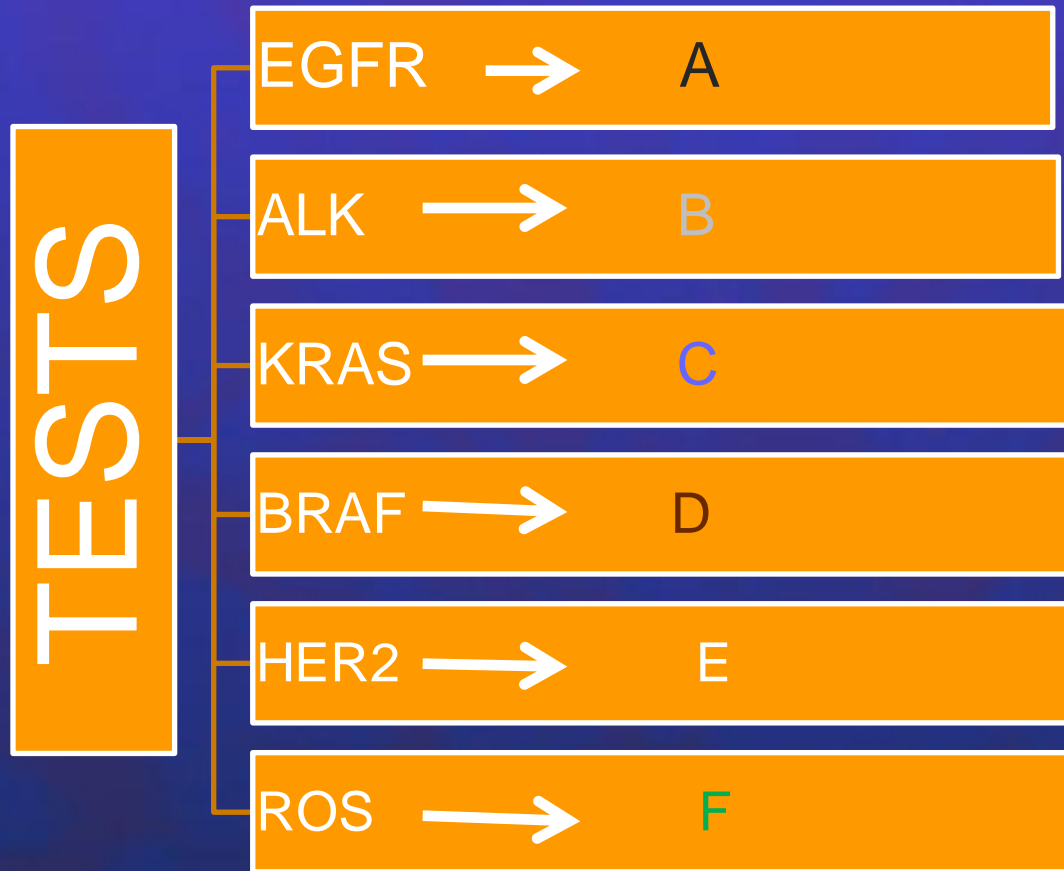 TESTS
EGFR → A
ALK → B
KRAS → C
BRAF → D
HER2 → E
ROS → F